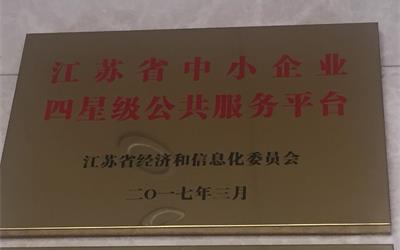 江苏省中小企业
四星级公共服务平台
江苏省经济和信息化委员会
二〇一七年三月